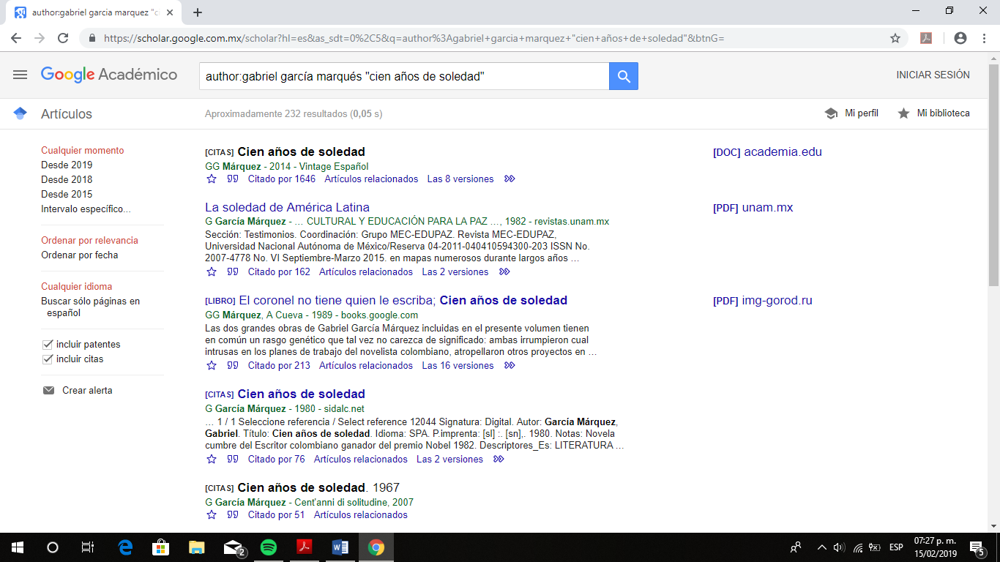 author:gabriel garcia marquez "ci
https://scholar.google.com.mx/scholar?hl=es&as_sdt=0%2C5&q=author%3Agabriel+garcia+marquez+"cien+años+de+soledad"&btnG=
Google Académico
author:gabriel garcía marqués "cien años de soledad"
INICIAR SESIÓN
Artículos
Aproximadamente 232 resultados (0,05 s)
Mi perfil
Mi biblioteca
Cualquier momento
Desde 2019
Desde 2018
Desde 2015
Intervalo específico...
Ordenar por relevancia
Ordenar por fecha
Cualquier idioma
Buscar sólo páginas en
español
incluir patentes
incluir citas
Crear alerta
[CITAS] Cien años de soledad
GG Márquez - 2014 - Vintage Español
Citado por 1646 Artículos relacionados Las 8 versiones
[DOC] academia.edu
La soledad de América Latina
G García Márquez - … CULTURAL Y EDUCACIÓN PARA LA PAZ …, 1982 - revistas.unam.mx
Sección: Testimonios. Coordinación: Grupo MEC-EDUPAZ. Revista MEC-EDUPAZ,
Universidad Nacional Autónoma de México/Reserva 04-2011-040410594300-203 ISSN No.
2007-4778 No. VI Septiembre-Marzo 2015. en mapas numerosos durante largos años …
Citado por 162 Artículos relacionados Las 2 versiones
[PDF] unam.mx
[LIBRO] El coronel no tiene quien le escriba; Cien años de soledad
GG Márquez, A Cueva - 1989 - books.google.com
Las dos grandes obras de Gabriel García Márquez incluidas en el presente volumen tienen
en común un rasgo genético que tal vez no carezca de significado: ambas irrumpieron cual
intrusas en los planes de trabajo del novelista colombiano, atropellaron otros proyectos en …
Citado por 213 Artículos relacionados Las 16 versiones
[PDF] img-gorod.ru
[CITAS] Cien años de soledad
G García Márquez - 1980 - sidalc.net
… 1 / 1 Seleccione referencia / Select reference 12044 Signatura: Digital. Autor: García Márquez,
Gabriel. Título: Cien años de soledad. Idioma: SPA. P.imprenta: [sl] :. [sn],. 1980. Notas: Novela
cumbre del Escritor colombiano ganador del premio Nobel 1982. Descriptores_Es: LITERATURA …
Citado por 76 Artículos relacionados Las 2 versiones
[CITAS] Cien años de soledad. 1967
G García Márquez - Cent'anni di solitudine, 2007
Citado por 51 Artículos relacionados
2
ESP
07:27 p. m.
15/02/2019
5